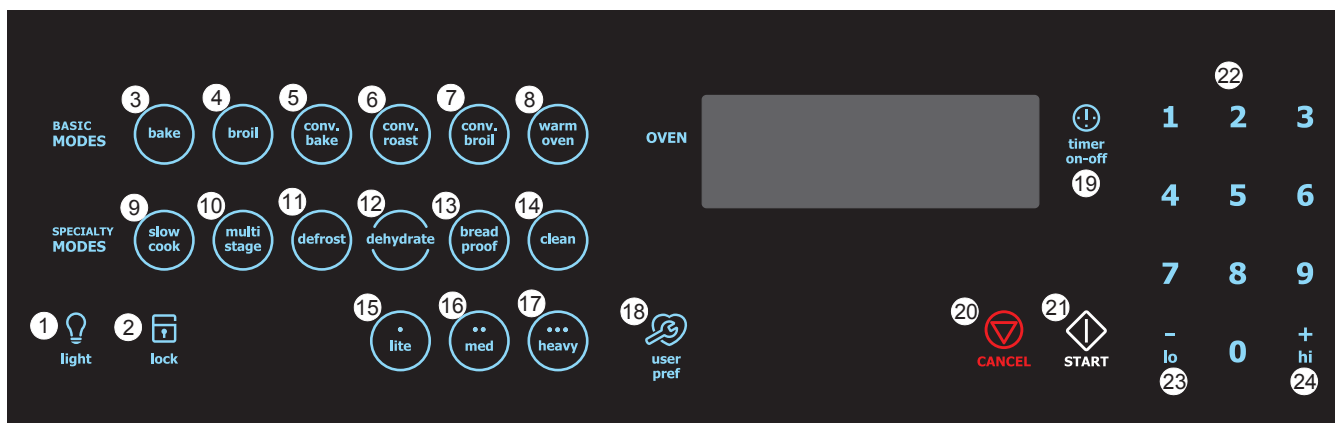 22
3 4 5 6 7 8
BASIC
MODES
bake
broil
conv.
bake
conv.
roast
conv.
broil
warm
oven
OVEN
timer
on-off
19
1 2 3
4 5 6
9 10 11 12 13 14
SPECIALTY
MODES
slow
cook
multi
stage
defrost
dehydrate
bread
proof
clean
7 8 9
1
light
2
lock
15
lite
16
med
17
heavy
18
user
pref
20
CANCEL
21
START
–
lo
23
0
+
hi
24